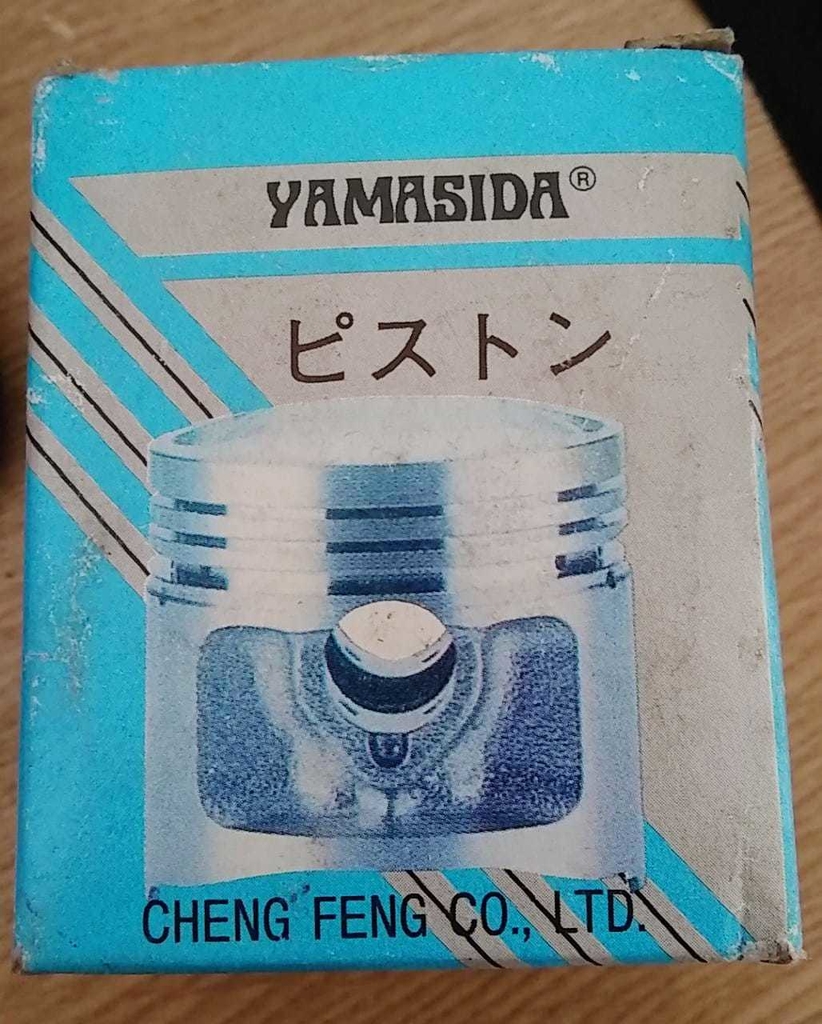 YAMASIDA®
ピストン
CHENG FENG CO., LTD.